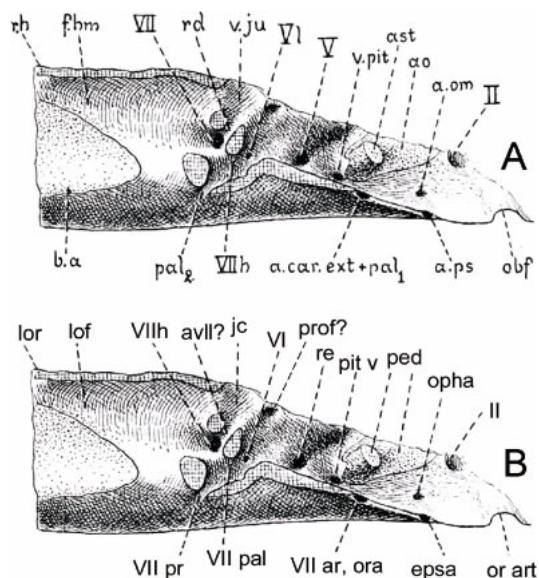 r.h f.hm VII rd v.ju VI V v.pit ast ao a.om II
A
b.a pal₂ VIIh a.car.ext+pal₁ a.ps obf
lor lof VIIh avII? jc VI prof? re pit v ped opha II
B
VII pr VII pal VII ar, ora epsa or art